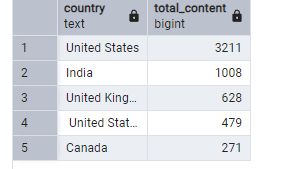 country total_content
text bigint
1 United States 3211
2 India 1008
3 United King... 628
4 United Stat... 479
5 Canada 271